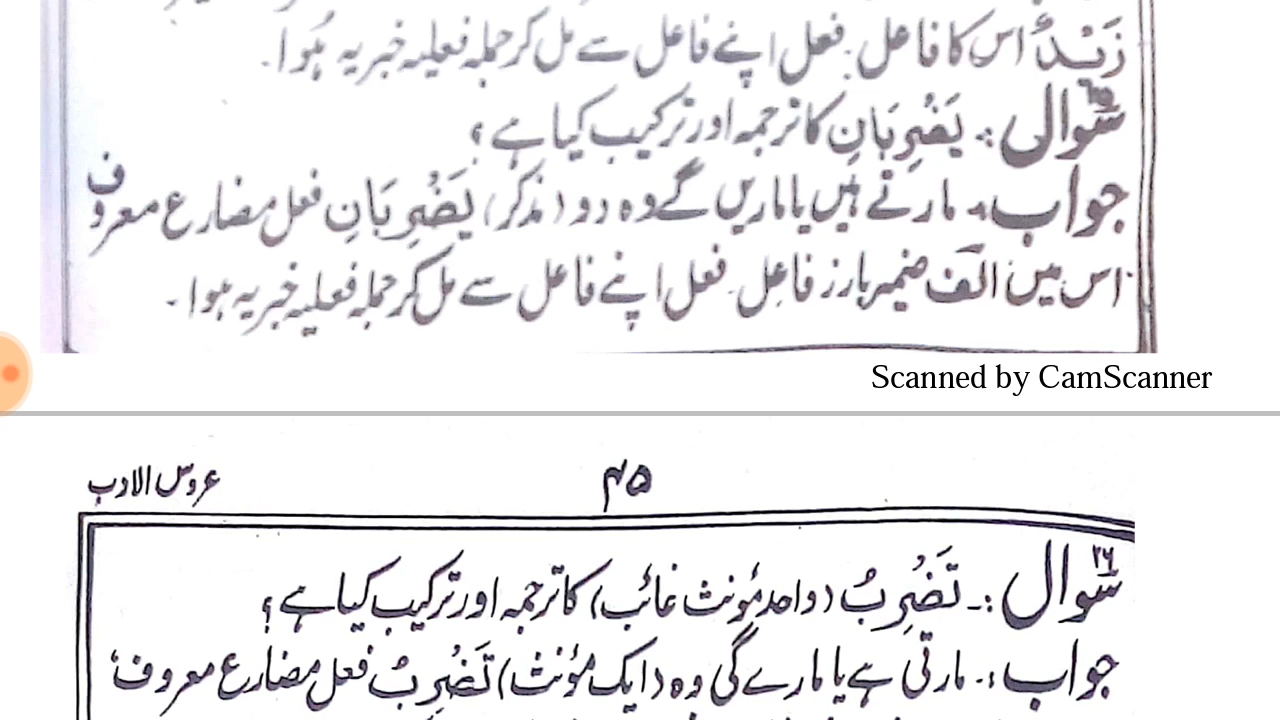 زَیْدٌ اس کا فاعل۔ فعل اپنے فاعل سے مل کر جملہ فعلیہ خبریہ ہُوا۔
سوال ۲۵ :۔ یَضْرِبَانِ کا ترجمہ اور ترکیب کیا ہے؟
جواب :۔ مارتے ہیں یا ماریں گے وہ دو (مذکر) یَضْرِبَانِ فعل مضارع معروف
اس میں الف ضمیر بارز فاعل۔ فعل اپنے فاعل سے مل کر جملہ فعلیہ خبریہ ہوا۔
Scanned by CamScanner
۴۵ عروس الادب
سوال ۲۶ :۔ تَضْرِبُ (واحد مؤنث غائب) کا ترجمہ اور ترکیب کیا ہے؟
جواب :۔ مارتی ہے یا مارے گی وہ (ایک مؤنث) تَضْرِبُ فعل مضارع معروف،